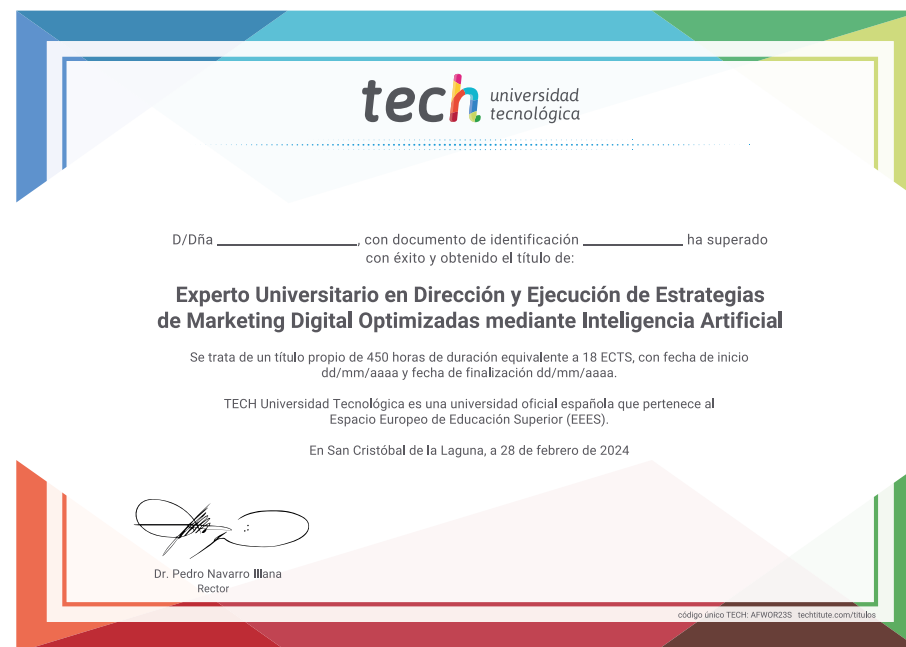 tech universidad
tecnológica
D/Dña ____________________, con documento de identificación ______________ ha superado
con éxito y obtenido el título de:
Experto Universitario en Dirección y Ejecución de Estrategias
de Marketing Digital Optimizadas mediante Inteligencia Artificial
Se trata de un título propio de 450 horas de duración equivalente a 18 ECTS, con fecha de inicio
dd/mm/aaaa y fecha de finalización dd/mm/aaaa.
TECH Universidad Tecnológica es una universidad oficial española que pertenece al
Espacio Europeo de Educación Superior (EEES).
En San Cristóbal de la Laguna, a 28 de febrero de 2024
Dr. Pedro Navarro Illana
Rector
código único TECH: AFWOR23S techtitute.com/titulos